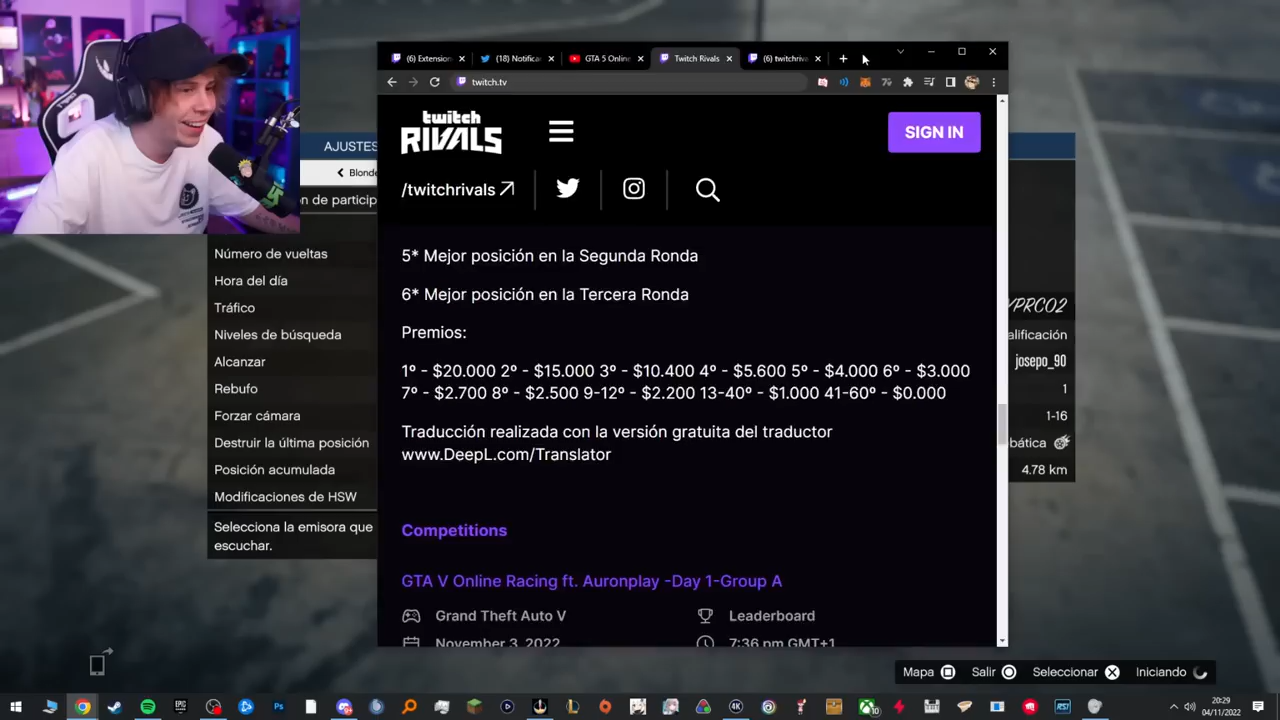 (6) Extension
(18) Notifica
GTA 5 Online
Twitch Rivals
(6) twitchriva
twitch.tv
twitch
RIVALS
SIGN IN
/twitchrivals
5* Mejor posición en la Segunda Ronda
6* Mejor posición en la Tercera Ronda
Premios:
1º - $20.000 2º - $15.000 3º - $10.400 4º - $5.600 5º - $4.000 6º - $3.000
7º - $2.700 8º - $2.500 9-12º - $2.200 13-40º - $1.000 41-60º - $0.000
Traducción realizada con la versión gratuita del traductor
www.DeepL.com/Translator
Competitions
GTA V Online Racing ft. Auronplay -Day 1-Group A
Grand Theft Auto V
Leaderboard
November 3, 2022
7:36 pm GMT+1
AJUSTES
Blonde
ón de particip
Número de vueltas
Hora del día
Tráfico
Niveles de búsqueda
Alcanzar
Rebufo
Forzar cámara
Destruir la última posición
Posición acumulada
Modificaciones de HSW
Selecciona la emisora que
escuchar.
YPRCO2
alificación
josepo_90
1
1-16
bática
4.78 km
Mapa
Salir
Seleccionar
Iniciando
20:29
04/11/2022